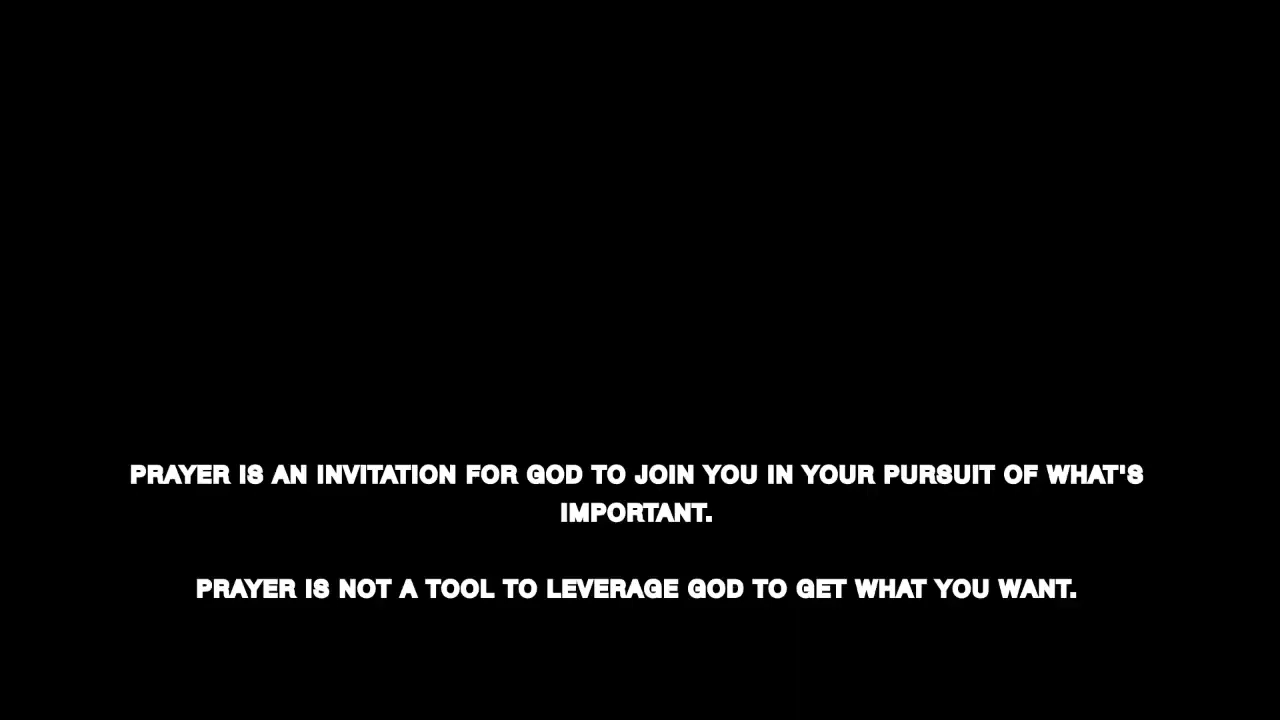 PRAYER IS AN INVITATION FOR GOD TO JOIN YOU IN YOUR PURSUIT OF WHAT'S
IMPORTANT.
PRAYER IS NOT A TOOL TO LEVERAGE GOD TO GET WHAT YOU WANT.